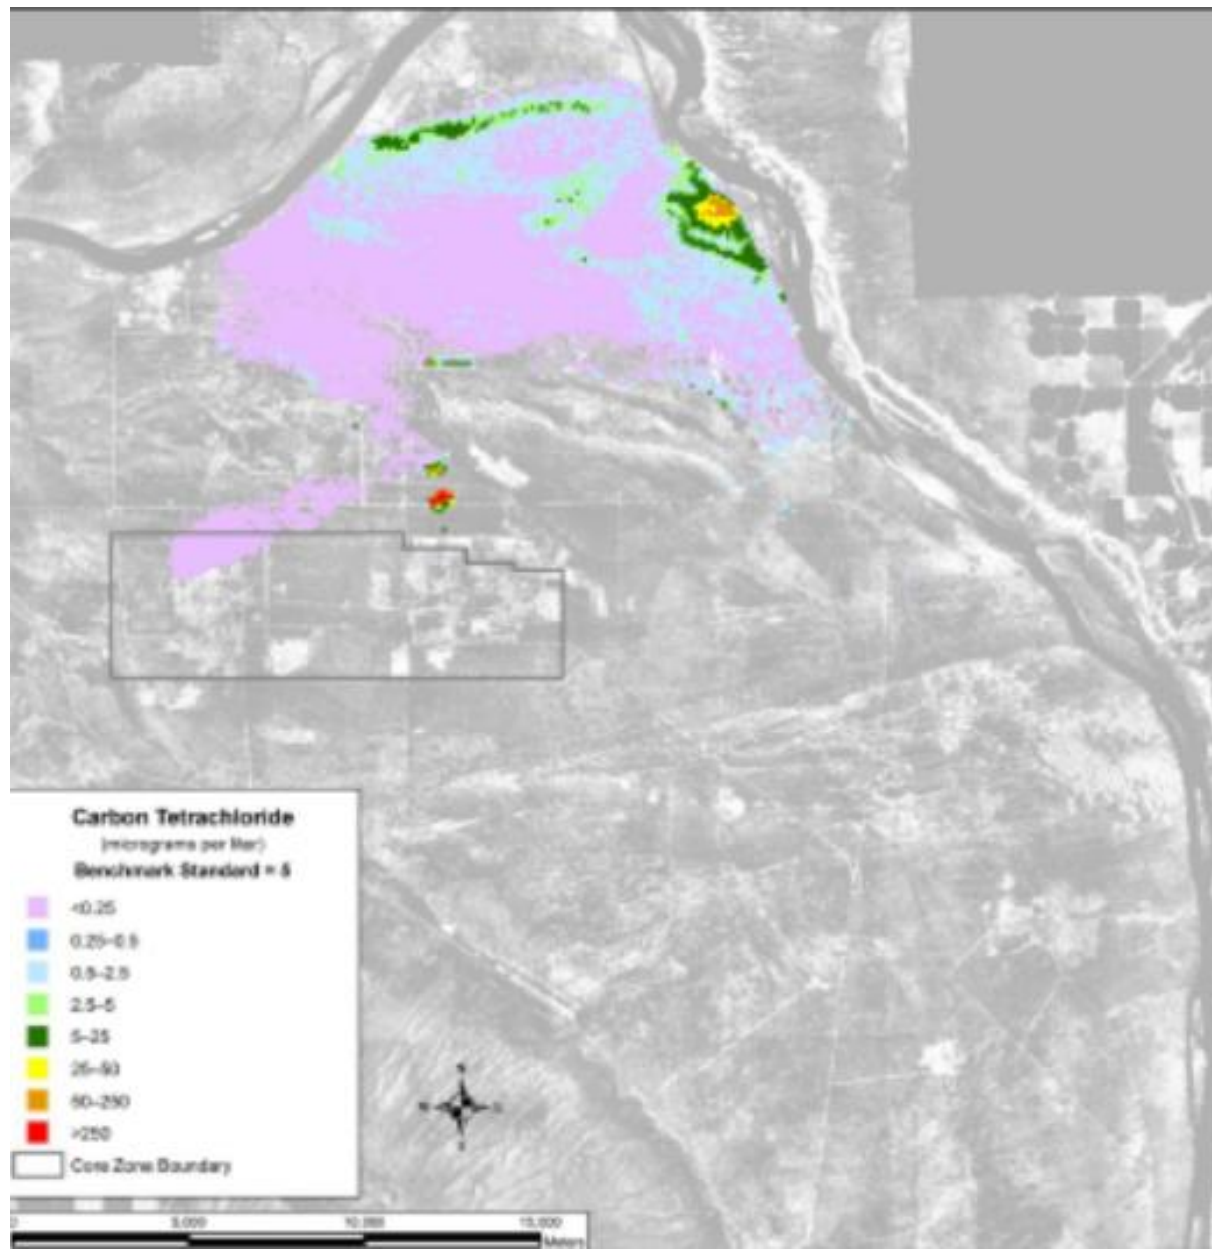 Carbon Tetrachloride
(micrograms per liter)
Benchmark Standard = 5
<0.25
0.25–0.5
0.5–2.5
2.5–5
5–25
25–50
50–250
>250
Core Zone Boundary
N
0 5,000 10,000 15,000
Meters